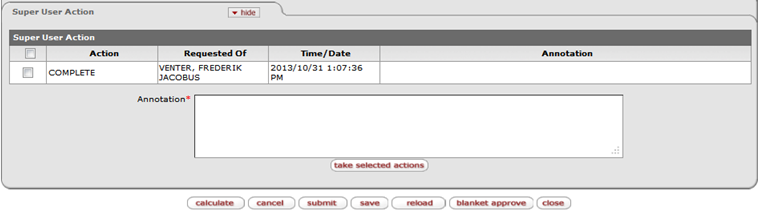 Super User Action
hide
Super User Action
Action Requested Of Time/Date Annotation
COMPLETE VENTER, FREDERIK JACOBUS 2013/10/31 1:07:36 PM
Annotation*
take selected actions
calculate cancel submit save reload blanket approve close